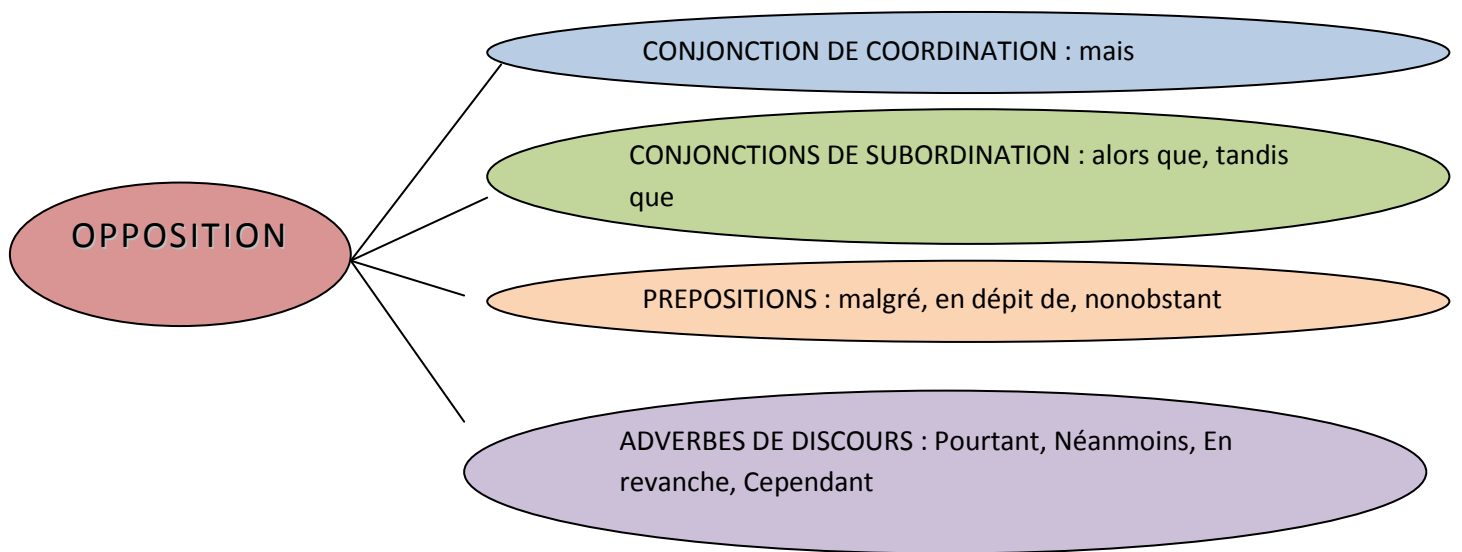 CONJONCTION DE COORDINATION : mais
CONJONCTIONS DE SUBORDINATION : alors que, tandis
que
OPPOSITION
PREPOSITIONS : malgré, en dépit de, nonobstant
ADVERBES DE DISCOURS : Pourtant, Néanmoins, En
revanche, Cependant